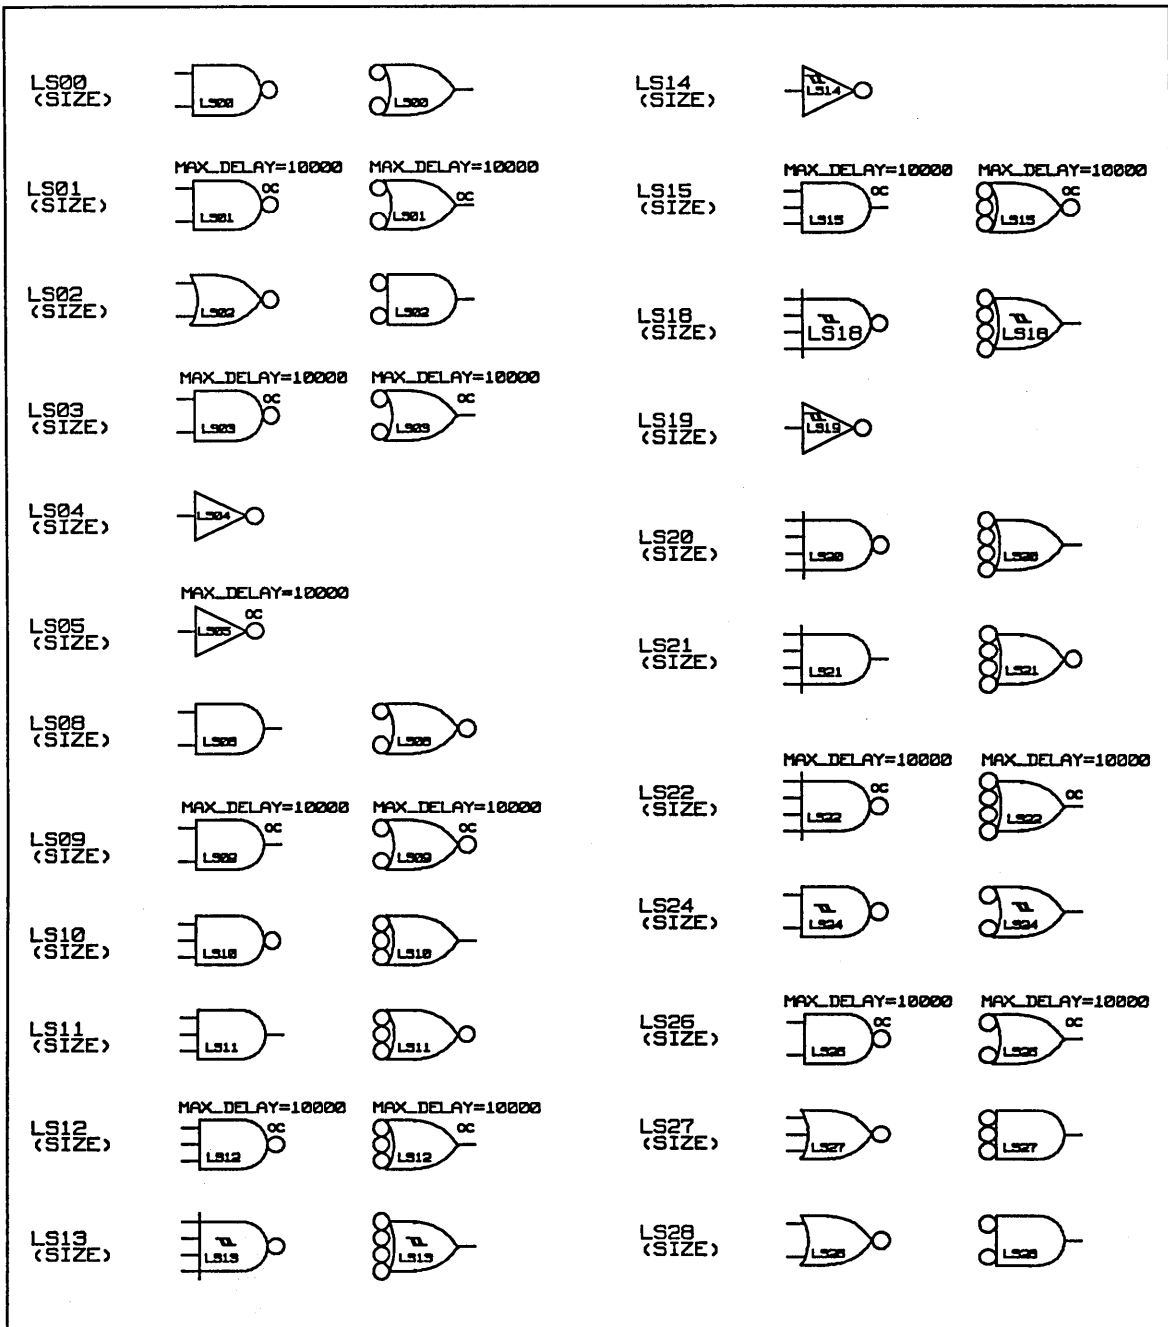 LS00
(SIZE)
LS00
LS00
MAX_DELAY=10000
MAX_DELAY=10000
LS01
(SIZE)
OC
LS01
OC
LS01
LS02
(SIZE)
LS02
LS02
MAX_DELAY=10000
MAX_DELAY=10000
LS03
(SIZE)
OC
LS03
OC
LS03
LS04
(SIZE)
LS04
MAX_DELAY=10000
LS05
(SIZE)
OC
LS05
LS08
(SIZE)
LS08
LS08
MAX_DELAY=10000
MAX_DELAY=10000
LS09
(SIZE)
OC
LS09
OC
LS09
LS10
(SIZE)
LS10
LS10
LS11
(SIZE)
LS11
LS11
MAX_DELAY=10000
MAX_DELAY=10000
LS12
(SIZE)
OC
LS12
OC
LS12
LS13
(SIZE)
LS13
LS13
LS14
(SIZE)
LS14
MAX_DELAY=10000
MAX_DELAY=10000
LS15
(SIZE)
OC
LS15
OC
LS15
LS18
(SIZE)
LS18
LS18
LS19
(SIZE)
LS19
LS20
(SIZE)
LS20
LS20
LS21
(SIZE)
LS21
LS21
MAX_DELAY=10000
MAX_DELAY=10000
LS22
(SIZE)
OC
LS22
OC
LS22
LS24
(SIZE)
LS24
LS24
MAX_DELAY=10000
MAX_DELAY=10000
LS26
(SIZE)
OC
LS26
OC
LS26
LS27
(SIZE)
LS27
LS27
LS28
(SIZE)
LS28
LS28